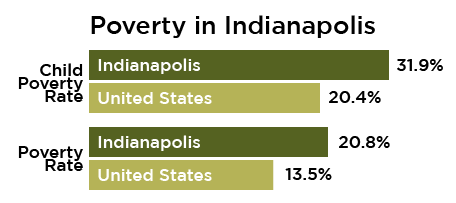 Poverty in Indianapolis
Child
Poverty
Rate
Indianapolis
31.9%
United States
20.4%
Poverty
Rate
Indianapolis
20.8%
United States
13.5%